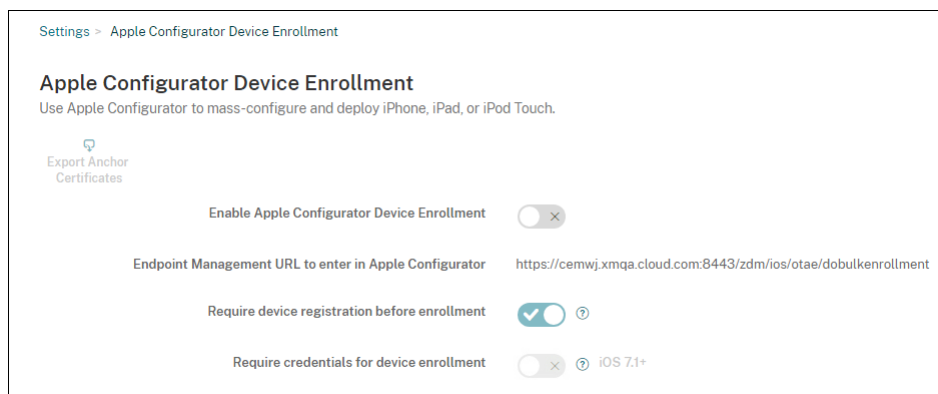 Settings > Apple Configurator Device Enrollment
Apple Configurator Device Enrollment
Use Apple Configurator to mass-configure and deploy iPhone, iPad, or iPod Touch.
Export Anchor
Certificates
Enable Apple Configurator Device Enrollment
Endpoint Management URL to enter in Apple Configurator https://cemwj.xmqa.cloud.com:8443/zdm/ios/otae/dobulkenrollment
Require device registration before enrollment ?
Require credentials for device enrollment ? iOS 7.1+